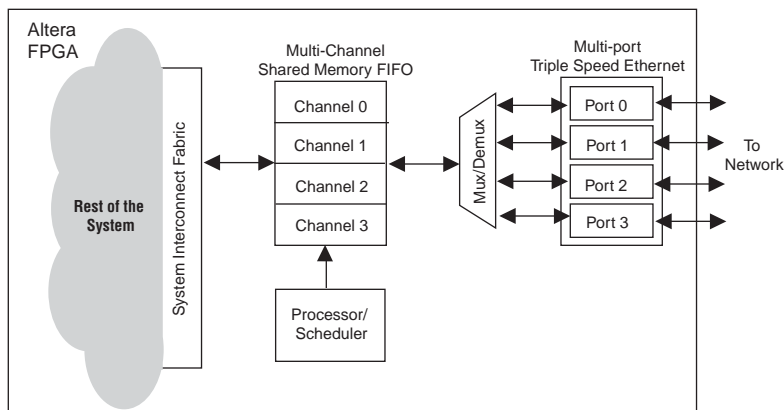 Altera
FPGA
Multi-Channel
Shared Memory FIFO
Multi-port
Triple Speed Ethernet
Rest of the
System
System Interconnect Fabric
Channel 0
Channel 1
Channel 2
Channel 3
Processor/
Scheduler
Mux/Demux
Port 0
Port 1
Port 2
Port 3
To
Network